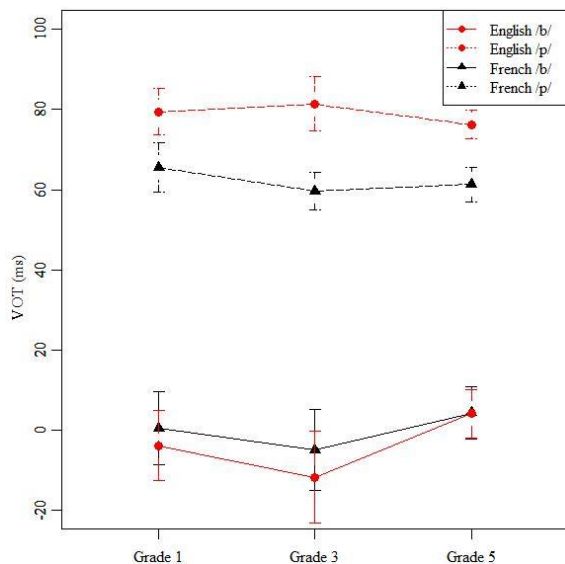 English /b/
English /p/
French /b/
French /p/
100
80
60
40
20
0
-20
VOT (ms)
Grade 1 Grade 3 Grade 5